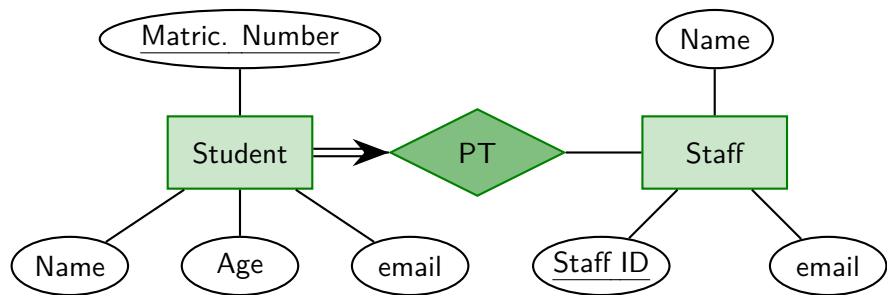 Matric. Number
Name
Student
PT
Staff
Name
Age
email
Staff ID
email